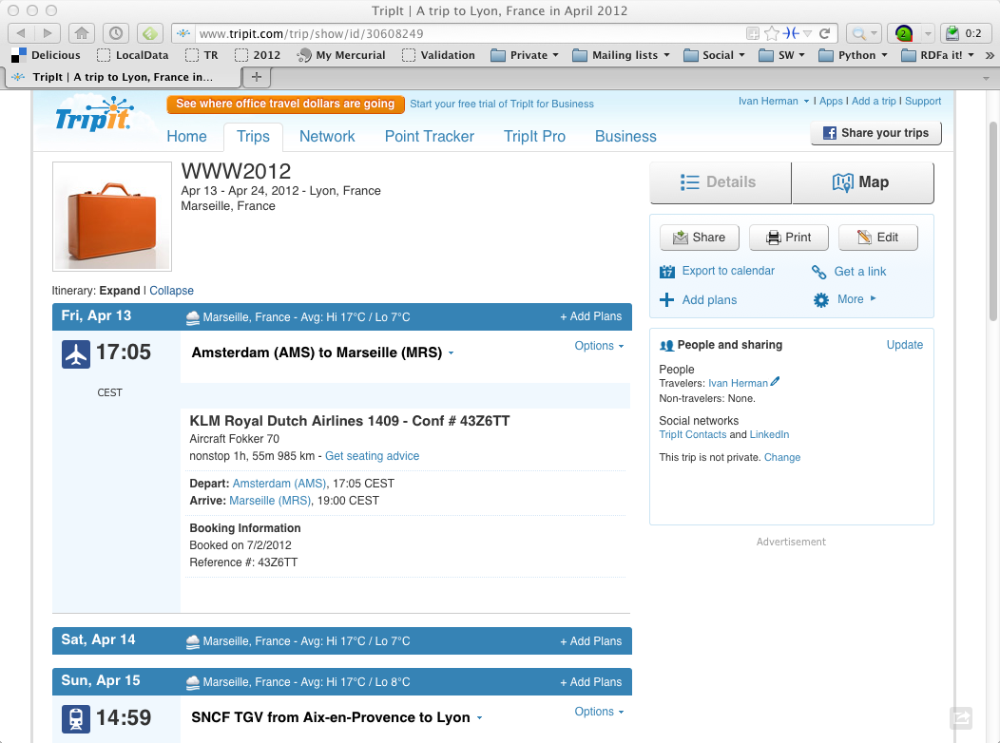 TripIt | A trip to Lyon, France in April 2012
www.tripit.com/trip/show/id/30608249
2
0:2
Delicious
LocalData
TR
2012
My Mercurial
Validation
Private
Mailing lists
Social
SW
Python
RDFa it!
»
TripIt | A trip to Lyon, France in...
+
TripIt
See where office travel dollars are going
Start your free trial of TripIt for Business
Ivan Herman | Apps | Add a trip | Support
Home
Trips
Network
Point Tracker
TripIt Pro
Business
Share your trips
WWW2012
Apr 13 - Apr 24, 2012 - Lyon, France
Marseille, France
Details
Map
Share
Print
Edit
17
Export to calendar
Get a link
Add plans
More
Itinerary: Expand | Collapse
Fri, Apr 13
Marseille, France - Avg: Hi 17°C / Lo 7°C
+ Add Plans
17:05
CEST
Amsterdam (AMS) to Marseille (MRS)
Options
KLM Royal Dutch Airlines 1409 - Conf # 43Z6TT
Aircraft Fokker 70
nonstop 1h, 55m 985 km - Get seating advice
Depart: Amsterdam (AMS), 17:05 CEST
Arrive: Marseille (MRS), 19:00 CEST
Booking Information
Booked on 7/2/2012
Reference #: 43Z6TT
People and sharing
Update
People
Travelers: Ivan Herman
Non-travelers: None.
Social networks
TripIt Contacts and LinkedIn
This trip is not private. Change
Advertisement
Sat, Apr 14
Marseille, France - Avg: Hi 17°C / Lo 7°C
+ Add Plans
Sun, Apr 15
Marseille, France - Avg: Hi 17°C / Lo 8°C
+ Add Plans
14:59
SNCF TGV from Aix-en-Provence to Lyon
Options